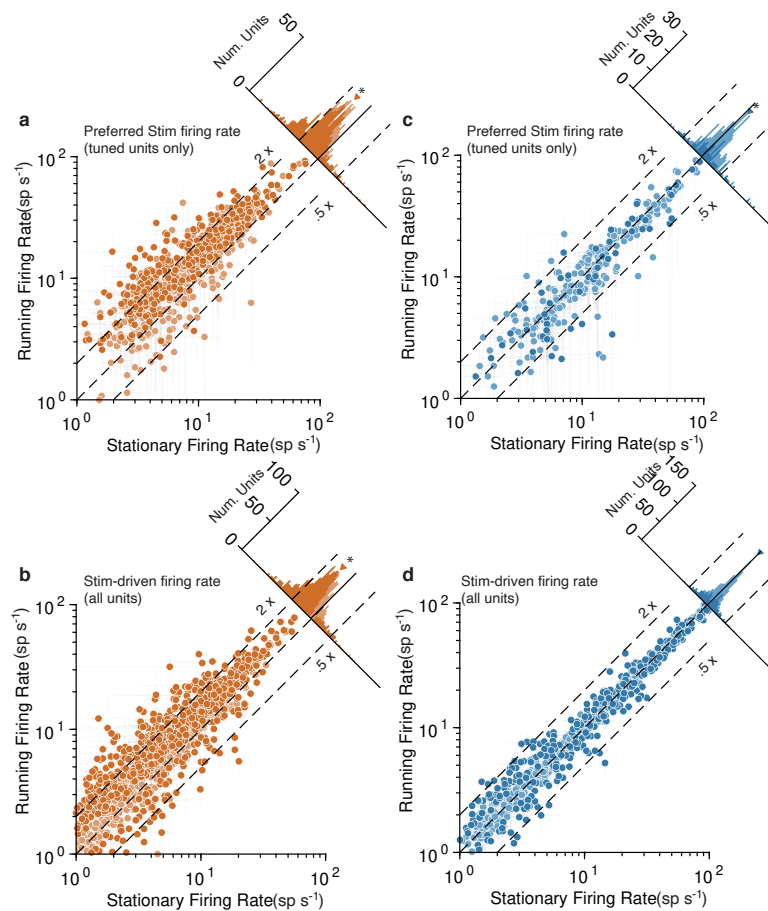 50
Num. Units
0
*
a
Preferred Stim firing rate
(tuned units only)
2 x
.5 x
10²
10¹
10⁰
Running Firing Rate(sp s⁻¹)
10⁰
10¹
10²
Stationary Firing Rate(sp s⁻¹)
30
20
10
0
Num. Units
*
c
Preferred Stim firing rate
(tuned units only)
2 x
.5 x
10²
10¹
10⁰
Running Firing Rate(sp s⁻¹)
10⁰
10¹
10²
Stationary Firing Rate(sp s⁻¹)
100
50
0
Num. Units
*
b
Stim-driven firing rate
(all units)
2 x
.5 x
10²
10¹
10⁰
Running Firing Rate(sp s⁻¹)
10⁰
10¹
10²
Stationary Firing Rate(sp s⁻¹)
150
100
50
0
Num. Units
d
Stim-driven firing rate
(all units)
2 x
.5 x
10²
10¹
10⁰
Running Firing Rate(sp s⁻¹)
10⁰
10¹
10²
Stationary Firing Rate(sp s⁻¹)